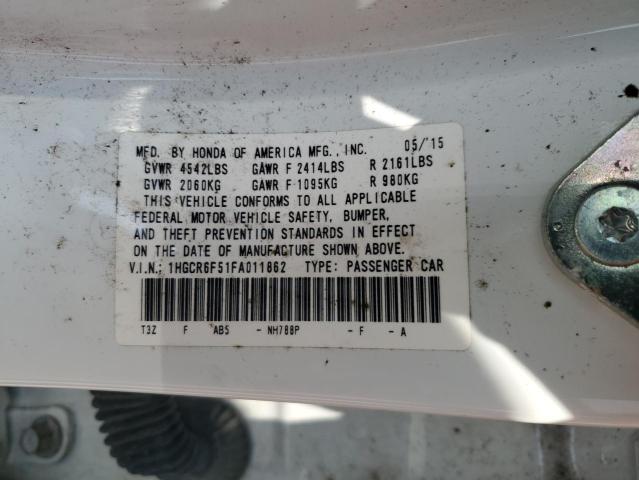 MFD. BY HONDA OF AMERICA MFG., INC. 05/'15
GVWR 4542LBS GAWR F 2414LBS R 2161LBS
GVWR 2060KG GAWR F 1095KG R 980KG
THIS VEHICLE CONFORMS TO ALL APPLICABLE
FEDERAL MOTOR VEHICLE SAFETY, BUMPER,
AND THEFT PREVENTION STANDARDS IN EFFECT
ON THE DATE OF MANUFACTURE SHOWN ABOVE.
V.I.N.: 1HGCR6F51FA011862 TYPE: PASSENGER CAR
T3Z F AB5 - NH788P - F - A